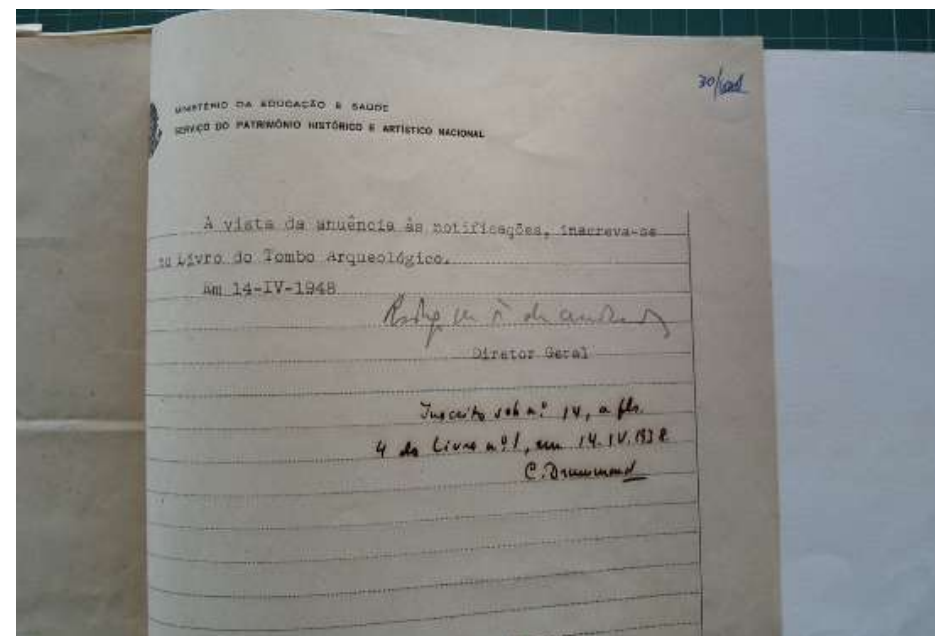 30/
MINISTÉRIO DA EDUCAÇÃO E SAÚDE
SERVIÇO DO PATRIMÔNIO HISTÓRICO E ARTÍSTICO NACIONAL
À vista da anuência às notificações, inscreva-se
no Livro do Tombo Arqueológico.
Em 14-IV-1948
Diretor Geral
Inscrito sob n.º 14, a fls.
4 do Livro n.º 1, em 14.IV.1938
C. Drummond